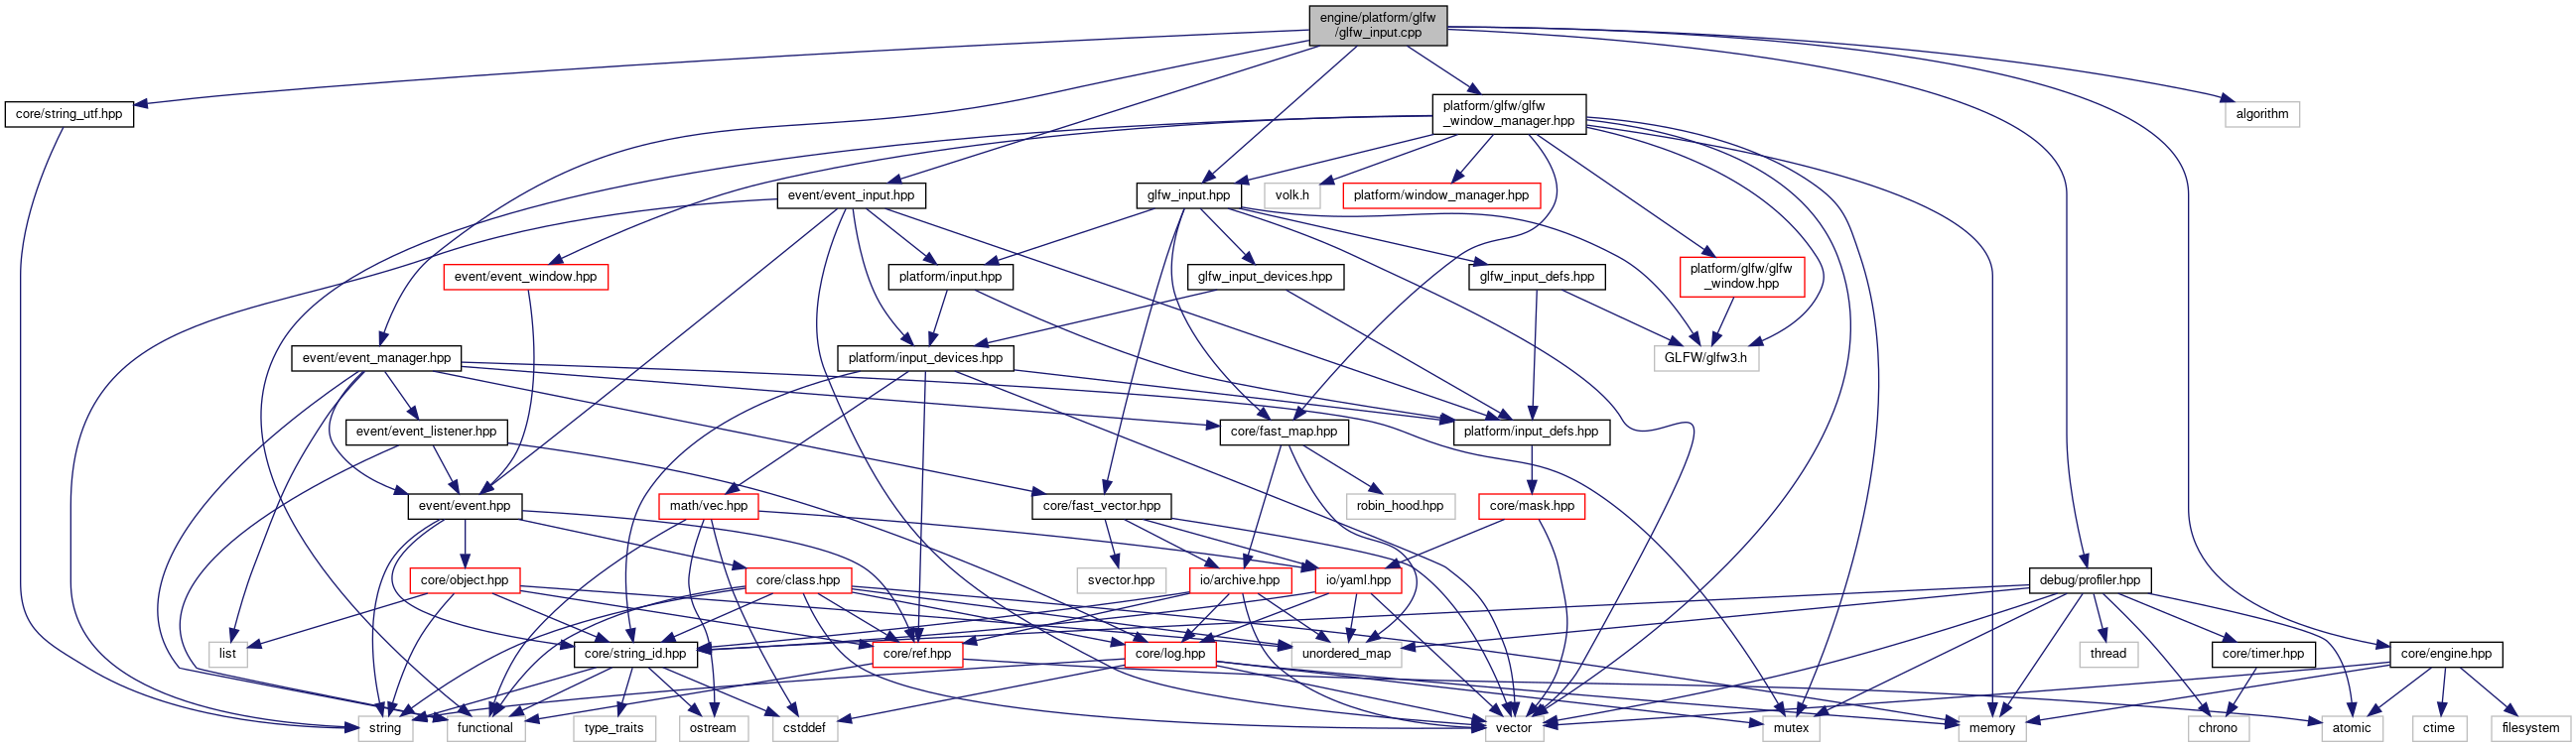 engine/platform/glfw
/glfw_input.cpp
core/string_utf.hpp
platform/glfw/glfw
_window_manager.hpp
algorithm
event/event_input.hpp
glfw_input.hpp
volk.h
platform/window_manager.hpp
event/event_window.hpp
platform/input.hpp
glfw_input_devices.hpp
glfw_input_defs.hpp
platform/glfw/glfw
_window.hpp
event/event_manager.hpp
platform/input_devices.hpp
GLFW/glfw3.h
event/event_listener.hpp
core/fast_map.hpp
platform/input_defs.hpp
event/event.hpp
math/vec.hpp
core/fast_vector.hpp
robin_hood.hpp
core/mask.hpp
core/object.hpp
core/class.hpp
svector.hpp
io/archive.hpp
io/yaml.hpp
debug/profiler.hpp
list
core/string_id.hpp
core/ref.hpp
core/log.hpp
unordered_map
thread
core/timer.hpp
core/engine.hpp
string
functional
type_traits
ostream
cstddef
vector
mutex
memory
chrono
atomic
ctime
filesystem